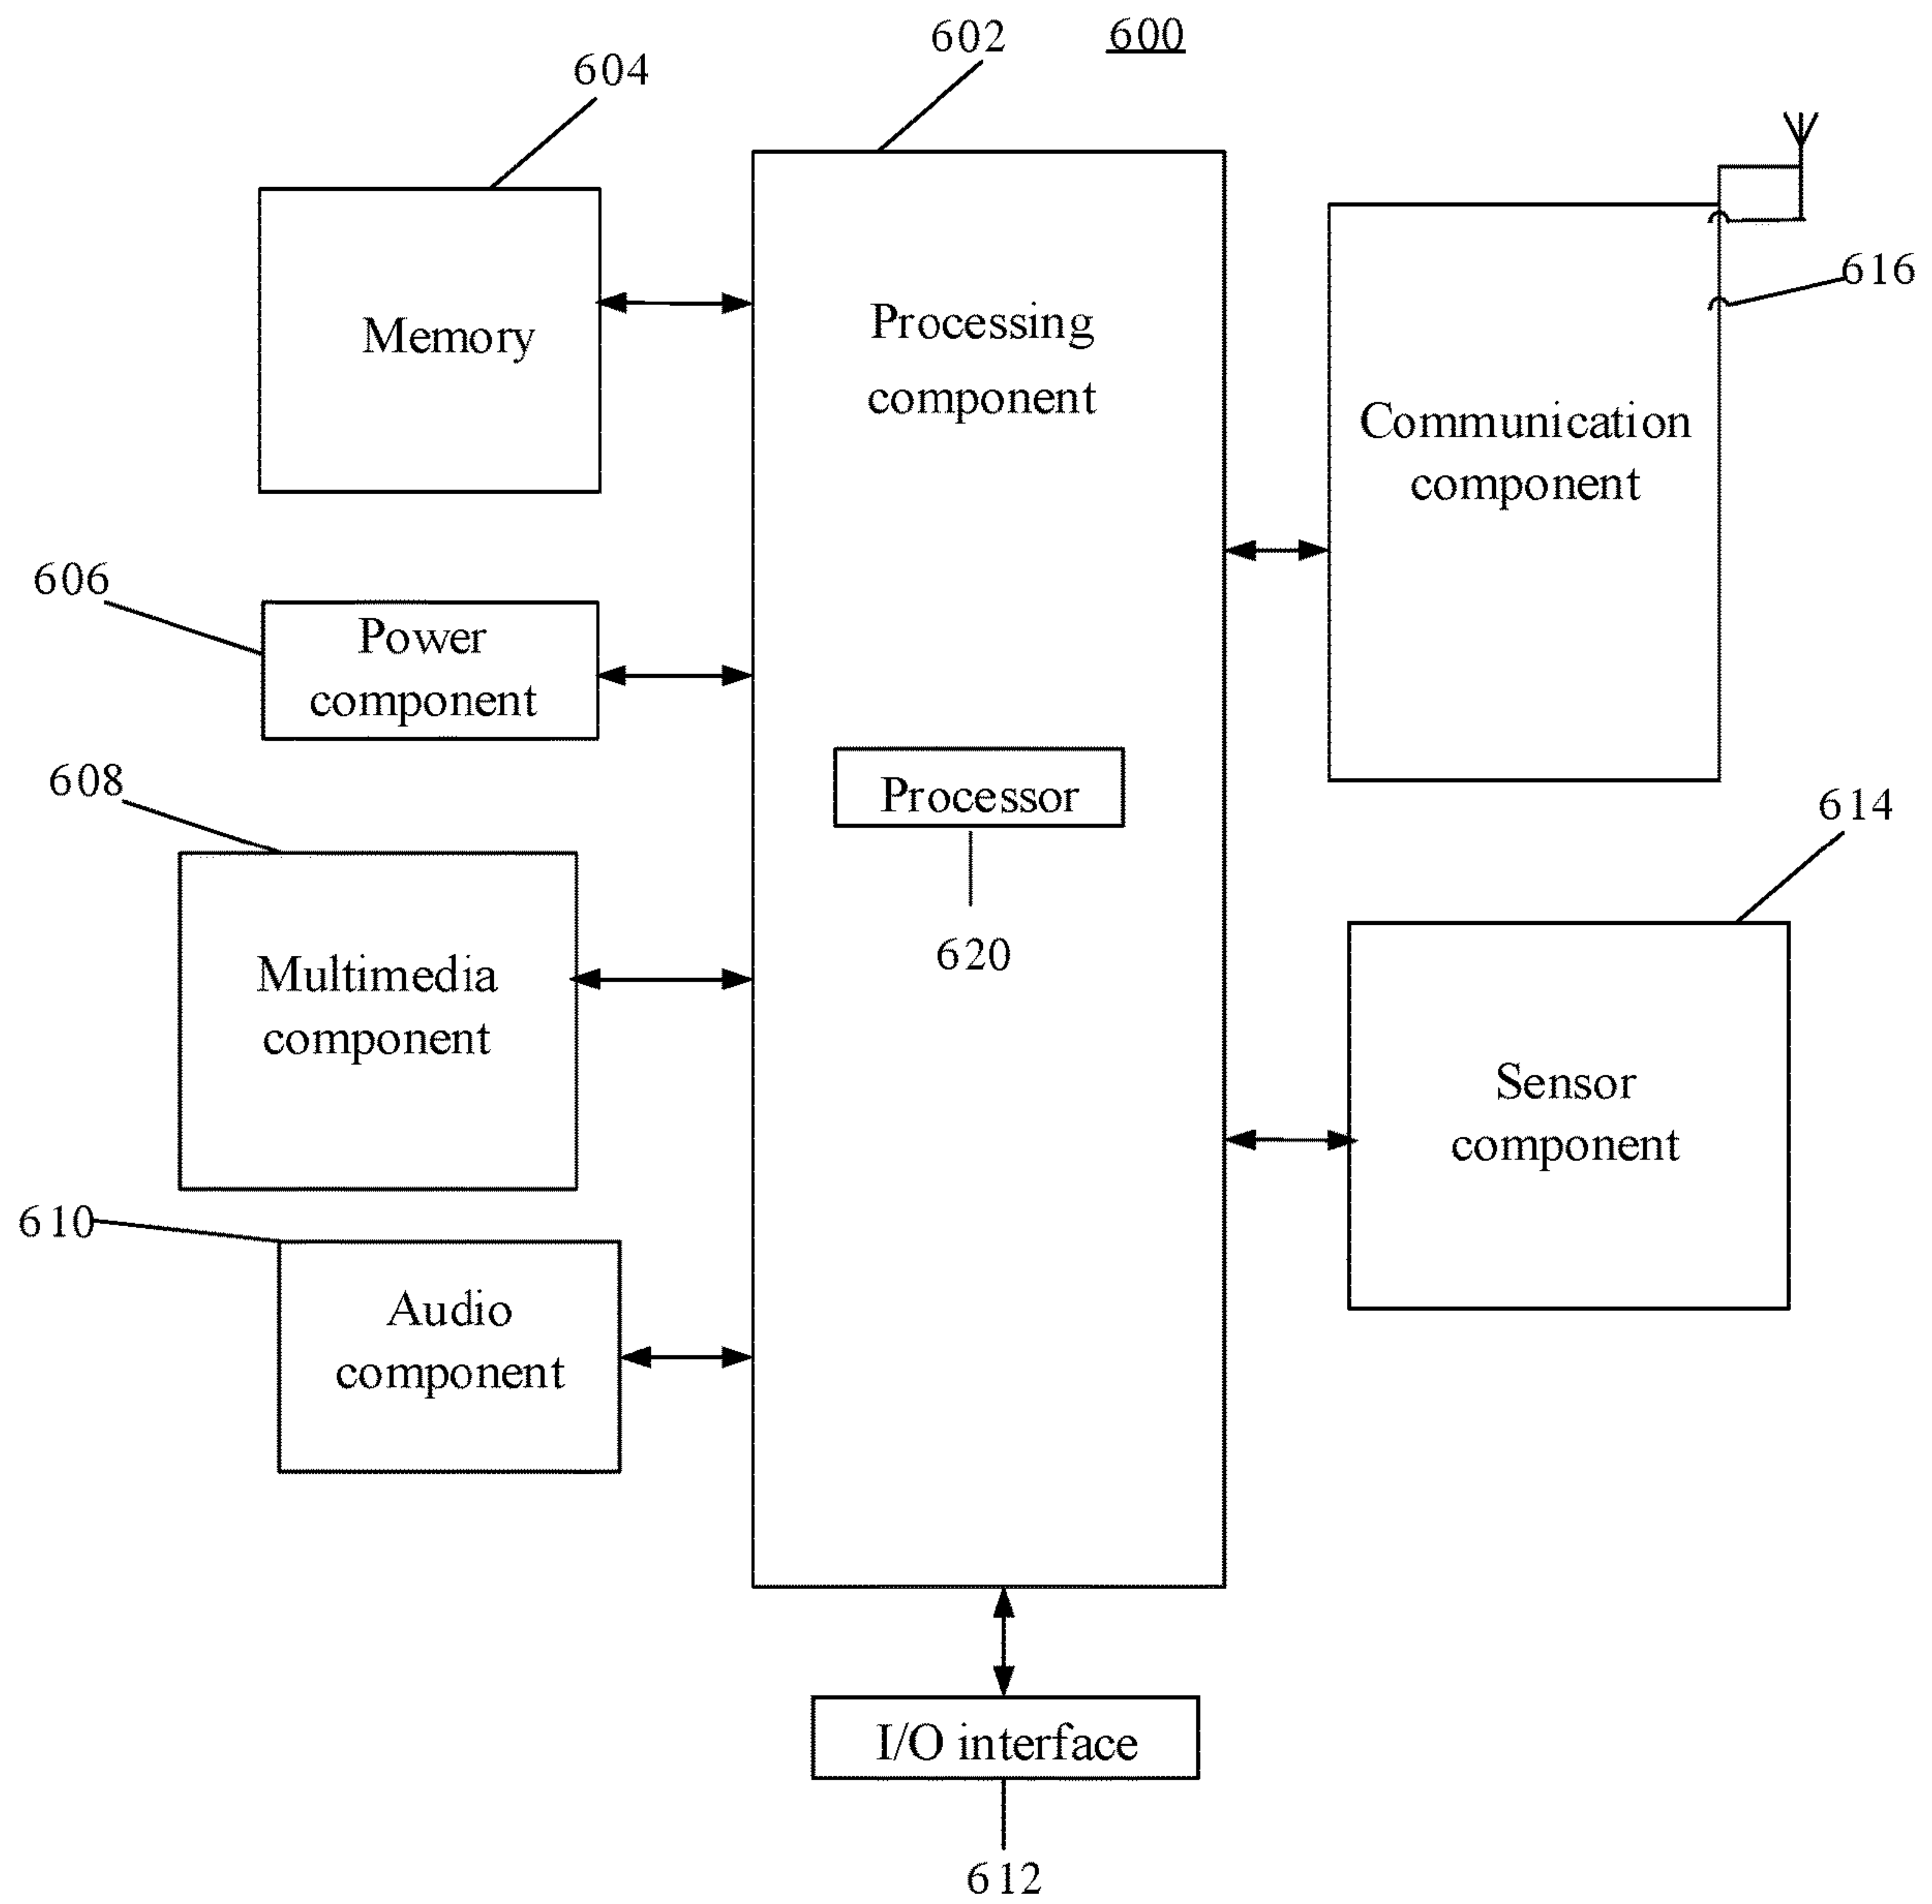 602
600
604
Memory
Processing
component
616
Communication
component
606
Power
component
608
Processor
614
620
Multimedia
component
Sensor
component
610
Audio
component
I/O interface
612